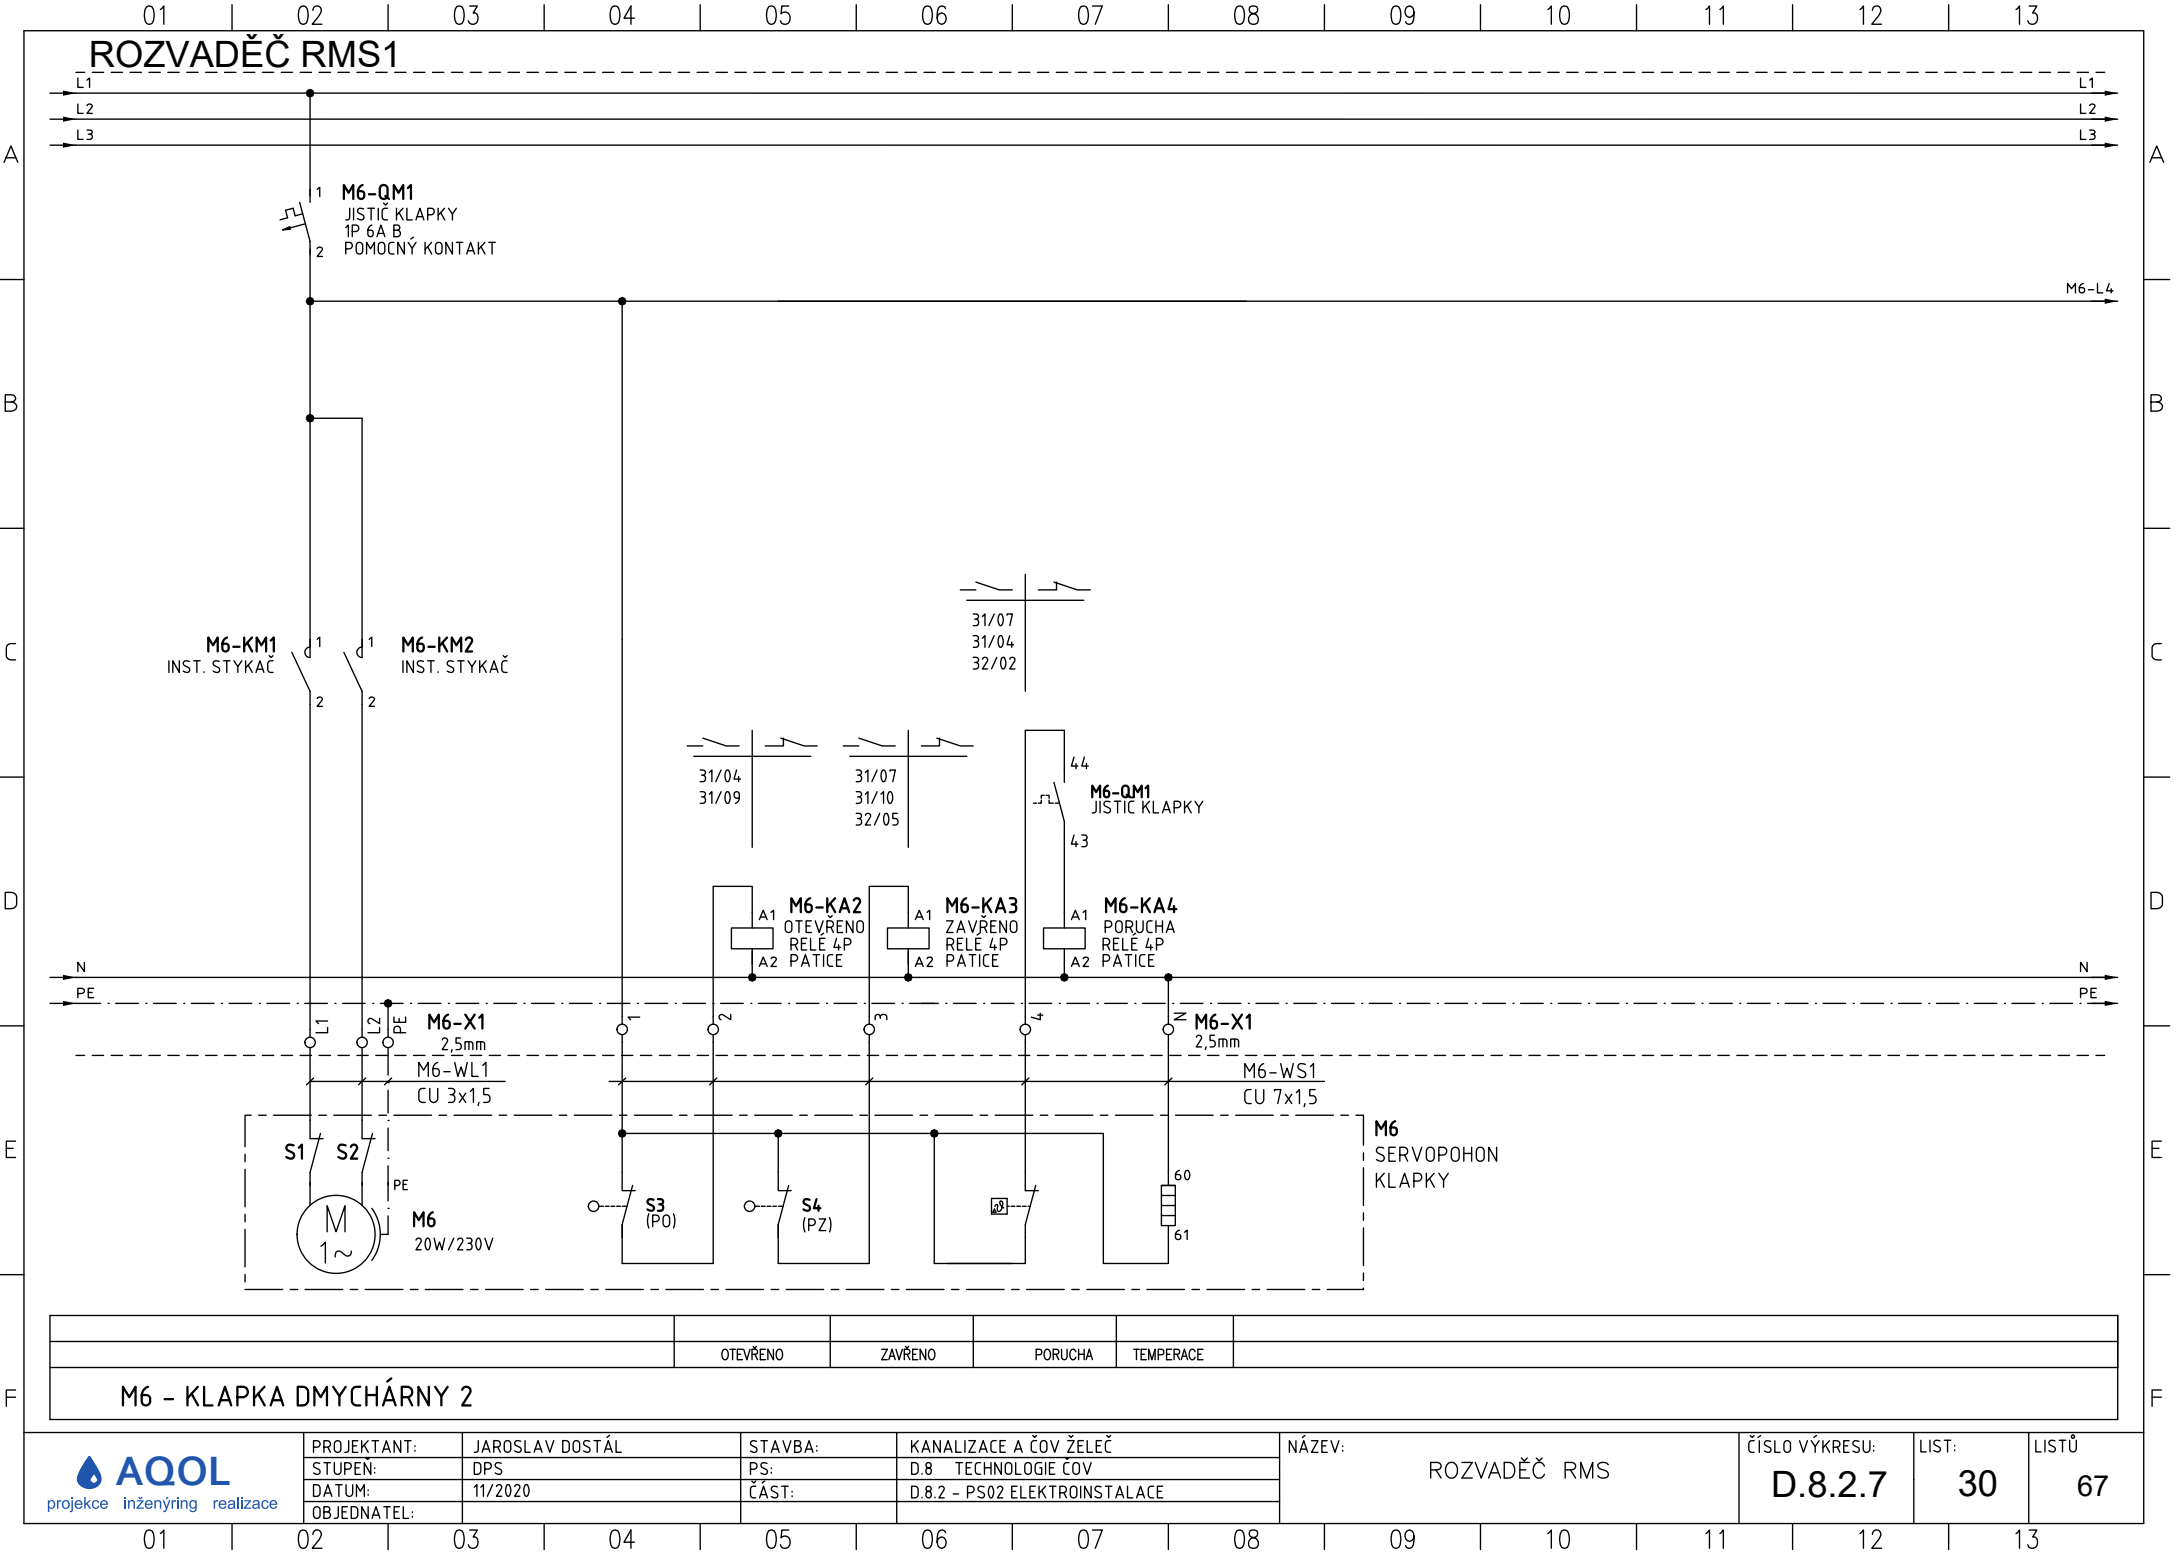 01 02 03 04 05 06 07 08 09 10 11 12 13
ROZVADĚČ RMS1
L1 L1
L2 L2
L3 L3
A A
1 M6-QM1
JISTIČ KLAPKY
1P 6A B
2 POMOCNÝ KONTAKT
M6-L4
B B
31/07
31/04
32/02
C C
M6-KM1 1 1 M6-KM2
INST. STYKAČ INST. STYKAČ
2 2
31/04 31/07
31/09 31/10
32/05
44
M6-QM1
JISTIČ KLAPKY
43
D D
A1 M6-KA2 A1 M6-KA3 A1 M6-KA4
OTEVŘENO ZAVŘENO PORUCHA
RELÉ 4P RELÉ 4P RELÉ 4P
A2 PATICE A2 PATICE A2 PATICE
N N
PE PE
L1 L2 PE M6-X1 1 2 3 4 N M6-X1
2,5mm 2,5mm
M6-WL1 M6-WS1
CU 3x1,5 CU 7x1,5
E E
M6
SERVOPOHON
KLAPKY
S1 S2
PE
60
S3 S4
(PO) (PZ)
M
1~
M6
20W/230V
61
OTEVŘENO ZAVŘENO PORUCHA TEMPERACE
F F
M6 - KLAPKA DMYCHÁRNY 2
AQOL
projekce inženýring realizace
PROJEKTANT: JAROSLAV DOSTÁL
STUPEŇ: DPS
DATUM: 11/2020
OBJEDNATEL:
STAVBA: KANALIZACE A ČOV ŽELEČ
PS: D.8 TECHNOLOGIE ČOV
ČÁST: D.8.2 - PS02 ELEKTROINSTALACE
NÁZEV:
ROZVADĚČ RMS
ČÍSLO VÝKRESU:
D.8.2.7
LIST:
30
LISTŮ
67
01 02 03 04 05 06 07 08 09 10 11 12 13